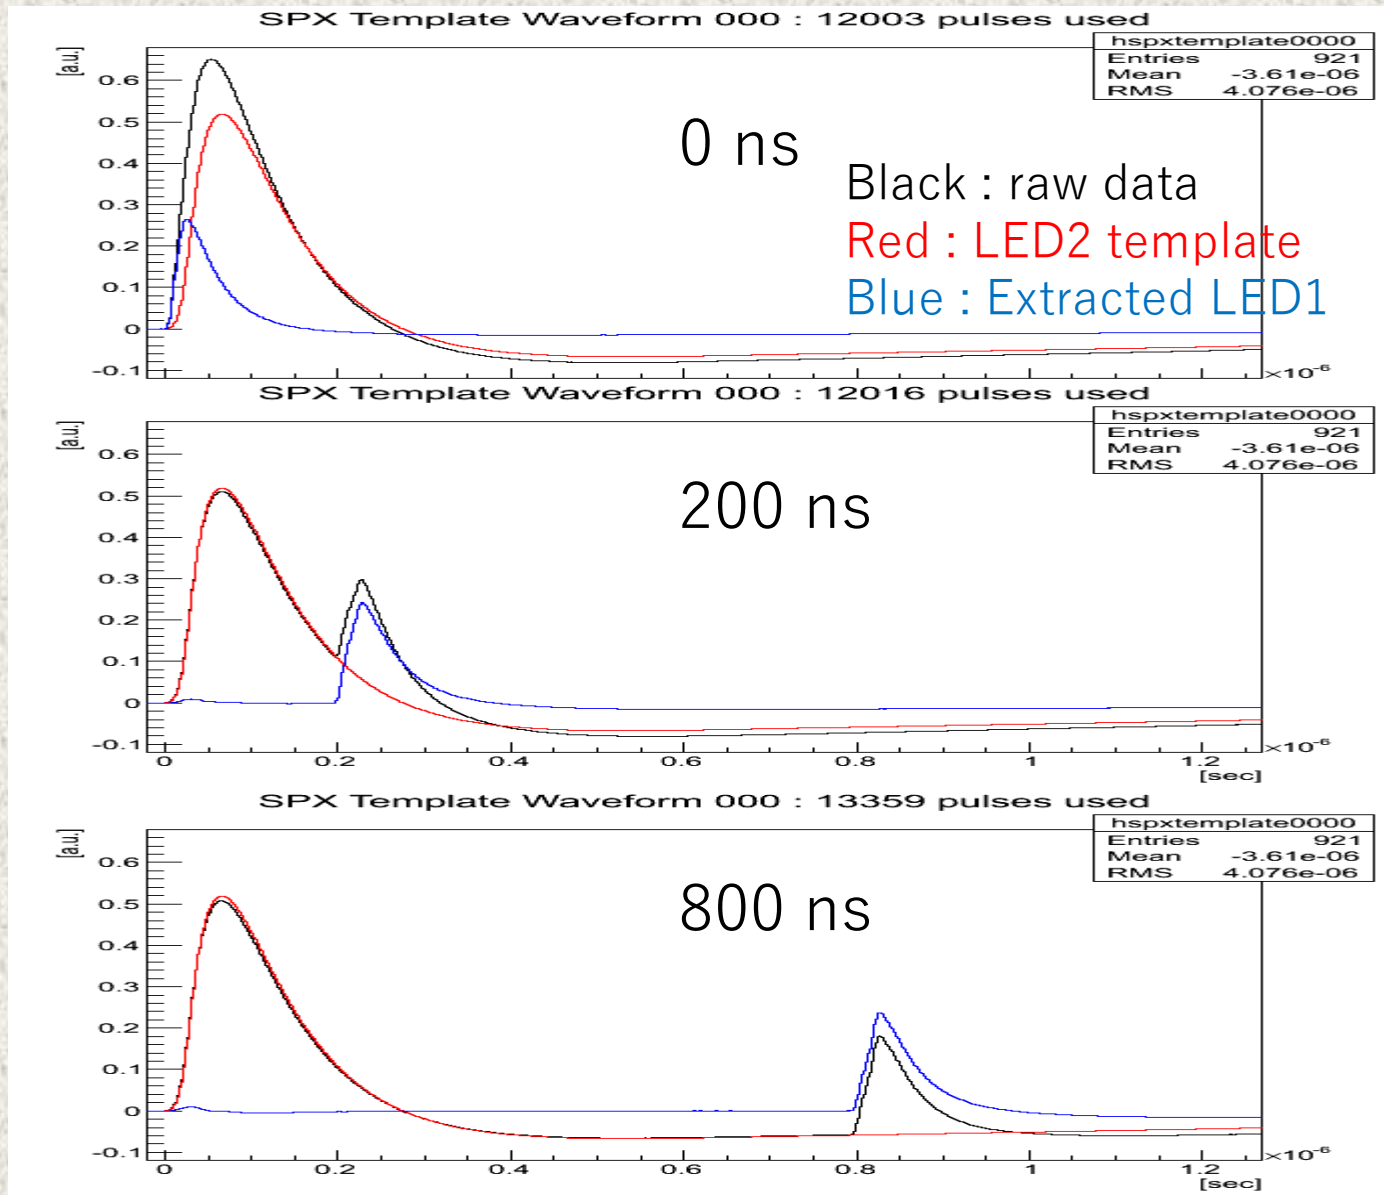 SPX Template Waveform 000 : 12003 pulses used
[a.u.]
hspxtemplate0000
Entries 921
Mean -3.61e-06
RMS 4.076e-06
0.6
0.5
0.4
0.3
0.2
0.1
0
-0.1
0 ns
Black : raw data
Red : LED2 template
Blue : Extracted LED1
×10⁻⁶
SPX Template Waveform 000 : 12016 pulses used
[a.u.]
hspxtemplate0000
Entries 921
Mean -3.61e-06
RMS 4.076e-06
0.6
0.5
0.4
0.3
0.2
0.1
0
-0.1
200 ns
0 0.2 0.4 0.6 0.8 1 1.2
×10⁻⁶
[sec]
SPX Template Waveform 000 : 13359 pulses used
[a.u.]
hspxtemplate0000
Entries 921
Mean -3.61e-06
RMS 4.076e-06
0.6
0.5
0.4
0.3
0.2
0.1
0
-0.1
800 ns
0 0.2 0.4 0.6 0.8 1 1.2
×10⁻⁶
[sec]